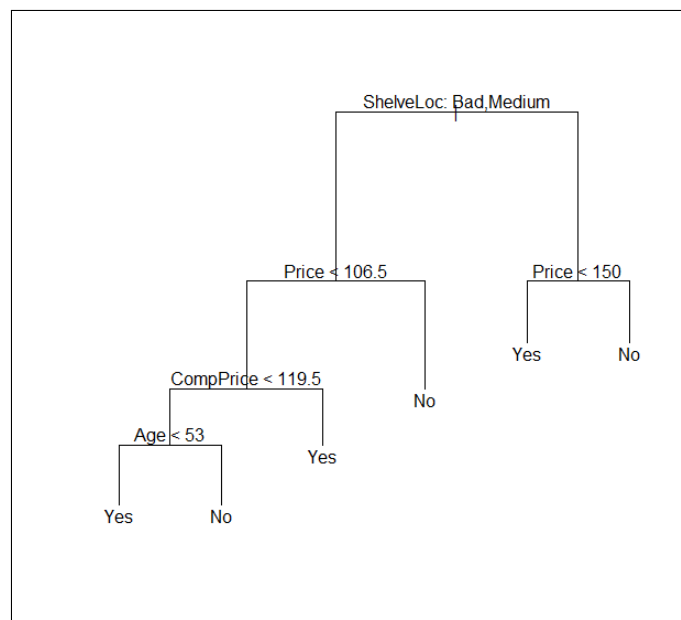 ShelveLoc: Bad,Medium
Price < 106.5
Price < 150
Yes
No
CompPrice < 119.5
No
Age < 53
Yes
Yes
No